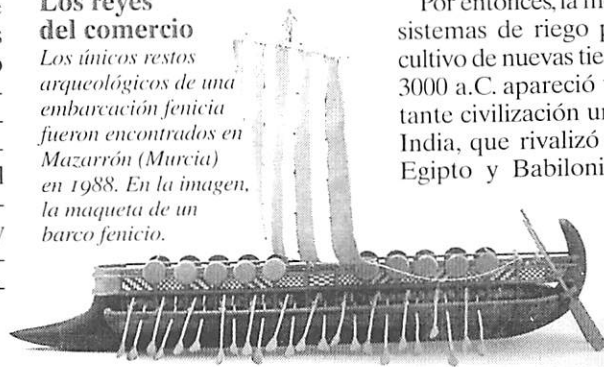 Los reyes
del comercio
Los únicos restos
arqueológicos de una
embarcación fenicia
fueron encontrados en
Mazarrón (Murcia)
en 1988. En la imagen,
la maqueta de un
barco fenicio.
Por entonces, la
sistemas de riego p
cultivo de nuevas tie
3000 a.C. apareció
tante civilización un
India, que rivalizó
Egipto y Babiloni